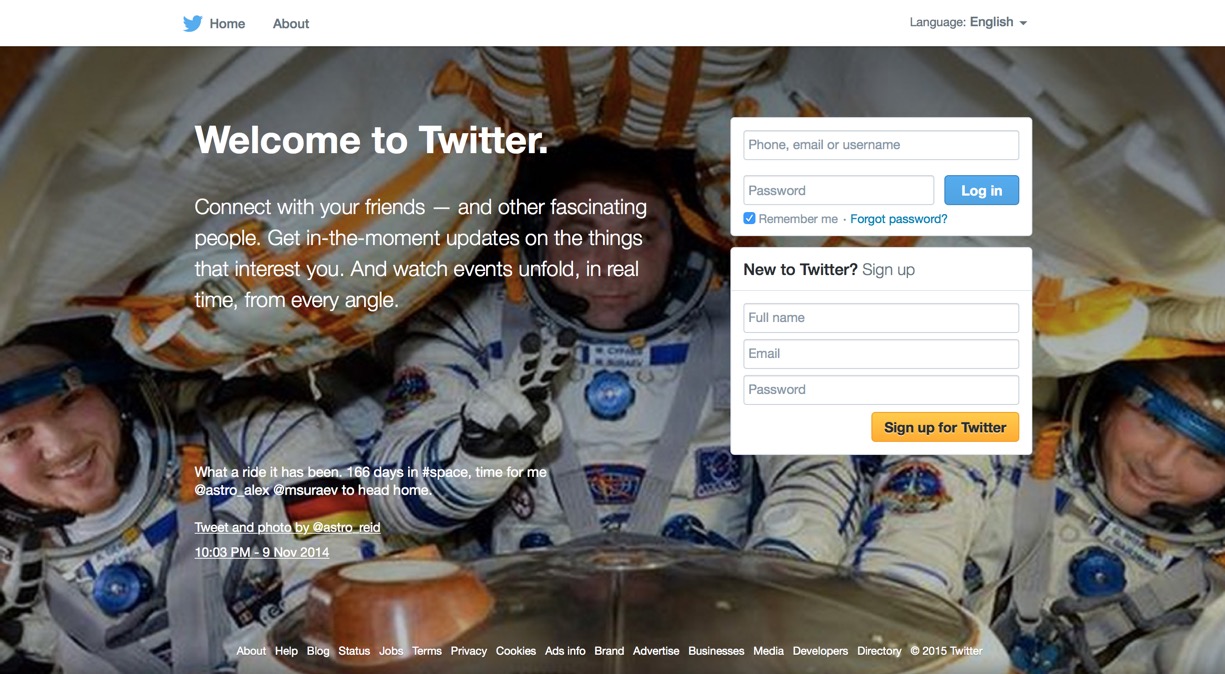 Home About Language: English
Welcome to Twitter.
Connect with your friends — and other fascinating
people. Get in-the-moment updates on the things
that interest you. And watch events unfold, in real
time, from every angle.
Phone, email or username
Password Log in
Remember me · Forgot password?
New to Twitter? Sign up
Full name
Email
Password
Sign up for Twitter
What a ride it has been. 166 days in #space, time for me
@astro_alex @msuraev to head home.
Tweet and photo by @astro_reid
10:03 PM - 9 Nov 2014
M. SURAEV
About Help Blog Status Jobs Terms Privacy Cookies Ads info Brand Advertise Businesses Media Developers Directory © 2015 Twitter